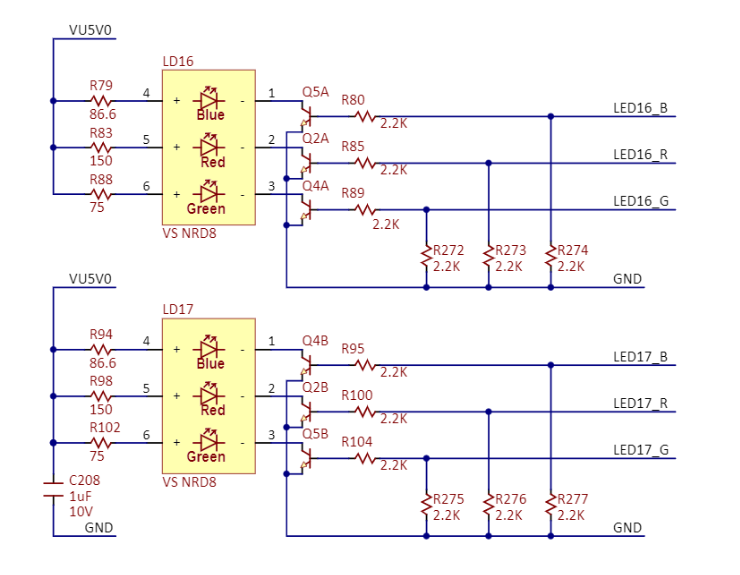 VU5V0
LD16
R79 4 + Blue - 1 Q5A R80 LED16_B
86.6 2.2K
R83 5 + Red - 2 Q2A R85 LED16_R
150 2.2K
R88 6 + Green - 3 Q4A R89 LED16_G
75 2.2K
VS NRD8
R272 R273 R274
2.2K 2.2K 2.2K
GND
VU5V0
LD17
R94 4 + Blue - 1 Q4B R95 LED17_B
86.6 2.2K
R98 5 + Red - 2 Q2B R100 LED17_R
150 2.2K
R102 6 + Green - 3 Q5B R104 LED17_G
75 2.2K
VS NRD8
C208
1uF
10V
GND
R275 R276 R277
2.2K 2.2K 2.2K
GND